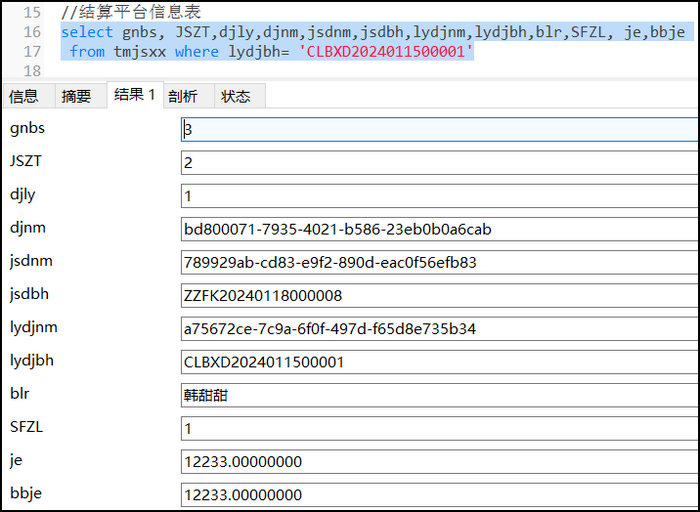 15 //结算平台信息表
16 select gnbs, JSZT,djly,djnm,jsdnm,jsdbh,lydjnm,lydjbh,blr,SFZL, je,bbje
17 from tmjsxx where lydjbh= 'CLBXD2024011500001'
18
信息 摘要 结果 1 剖析 状态
gnbs 3
JSZT 2
djly 1
djnm bd800071-7935-4021-b586-23eb0b0a6cab
jsdnm 789929ab-cd83-e9f2-890d-eac0f56efb83
jsdbh ZZFK20240118000008
lydjnm a75672ce-7c9a-6f0f-497d-f65d8e735b34
lydjbh CLBXD2024011500001
blr 韩甜甜
SFZL 1
je 12233.00000000
bbje 12233.00000000